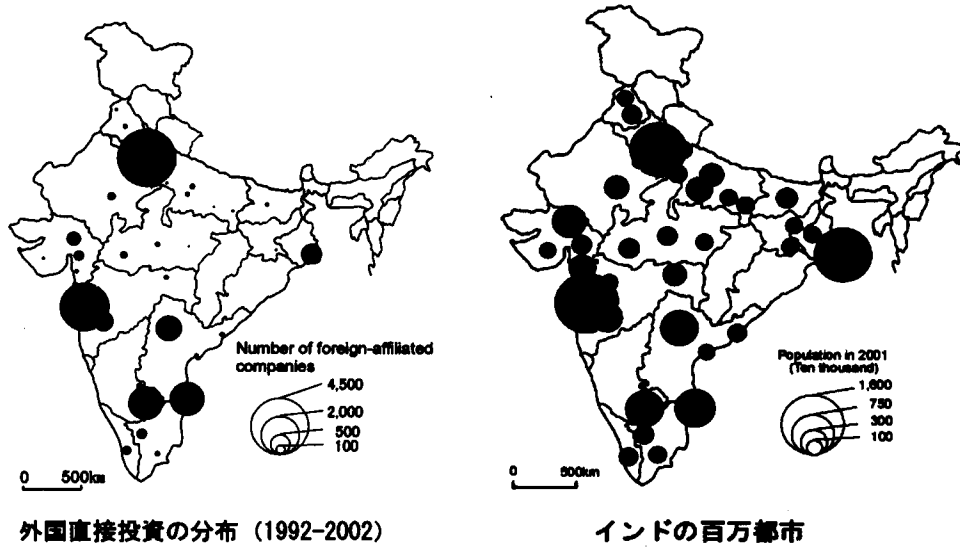 Number of foreign-affiliated
companies
4,500
2,000
500
100
0 500km
外国直接投資の分布 (1992-2002)
Population in 2001
(Ten thousand)
1,600
750
300
100
0 500km
インドの百万都市